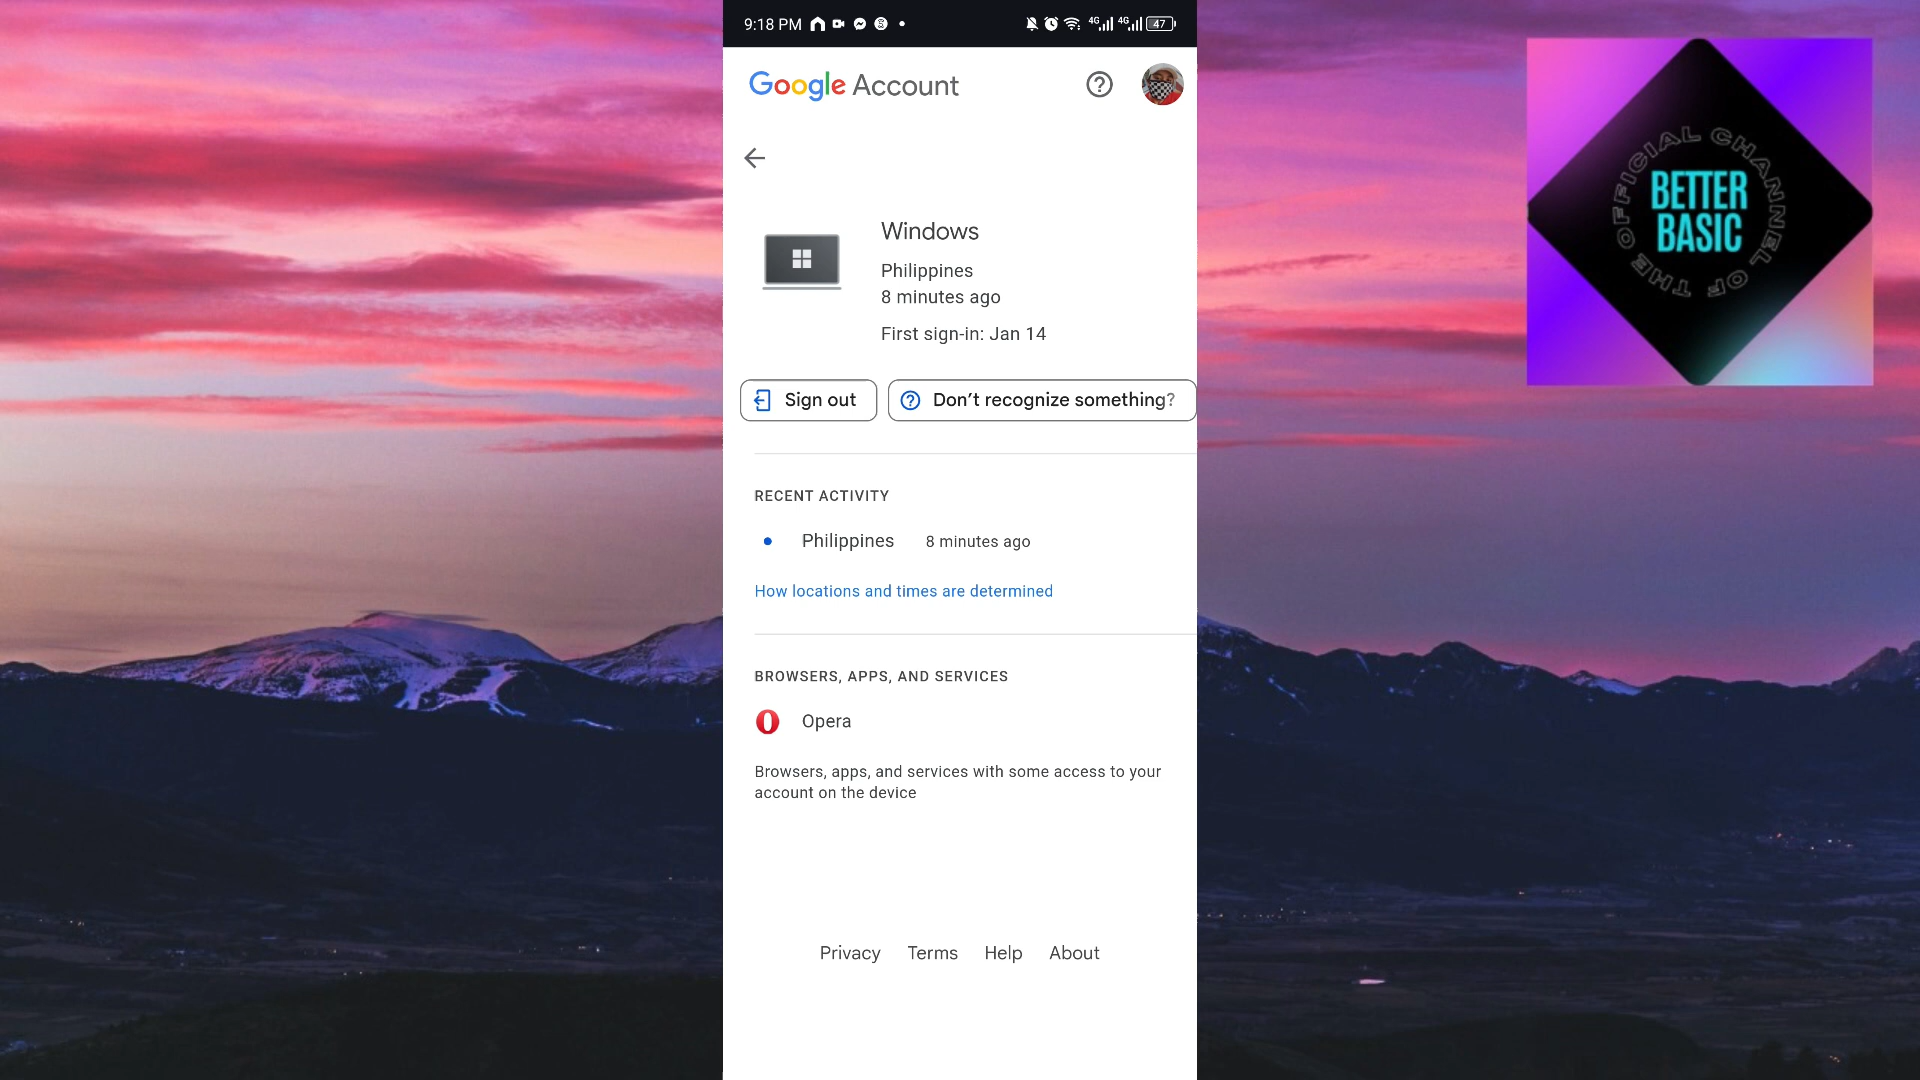 9:18 PM
4G 4G 47
Google Account
Windows
Philippines
8 minutes ago
First sign-in: Jan 14
Sign out
Don't recognize something?
RECENT ACTIVITY
Philippines 8 minutes ago
How locations and times are determined
BROWSERS, APPS, AND SERVICES
Opera
Browsers, apps, and services with some access to your
account on the device
Privacy Terms Help About
THE OFFICIAL CHANNEL OF
BETTER
BASIC